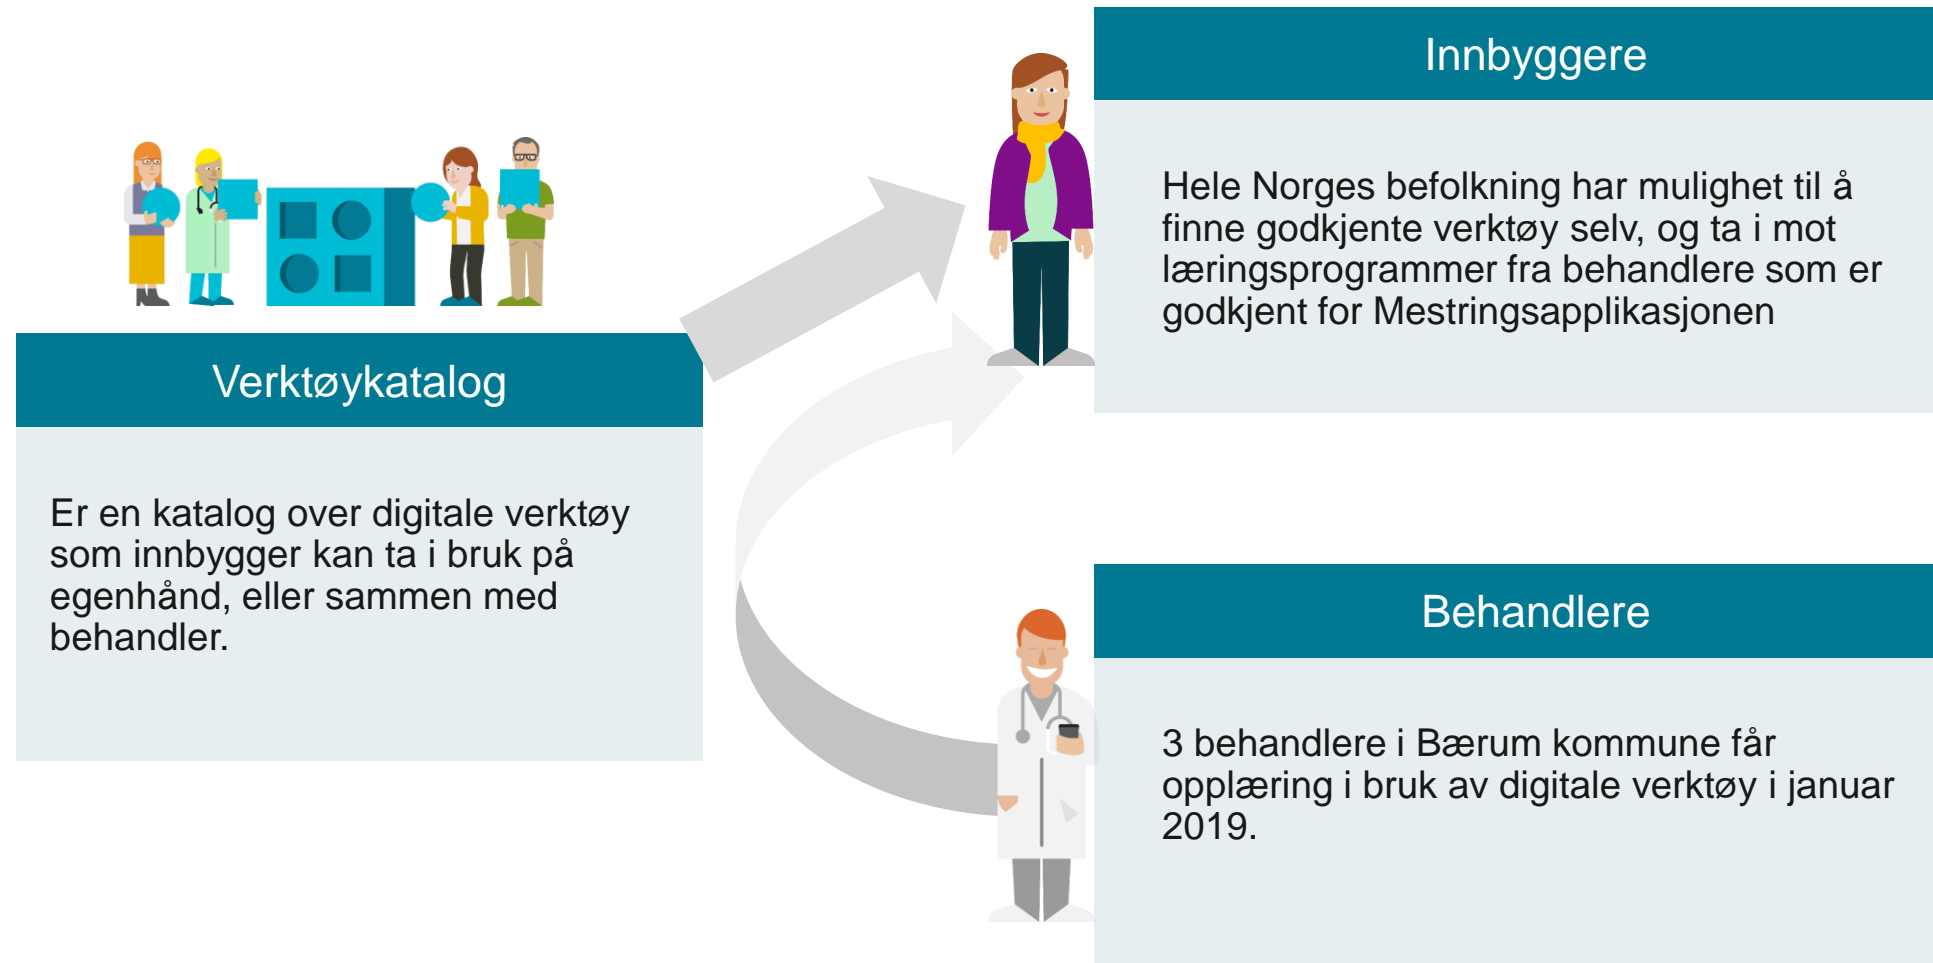 Verktøykatalog
Er en katalog over digitale verktøy
som innbygger kan ta i bruk på
egenhånd, eller sammen med
behandler.
Innbyggere
Hele Norges befolkning har mulighet til å
finne godkjente verktøy selv, og ta i mot
læringsprogrammer fra behandlere som er
godkjent for Mestringsapplikasjonen
Behandlere
3 behandlere i Bærum kommune får
opplæring i bruk av digitale verktøy i januar
2019.